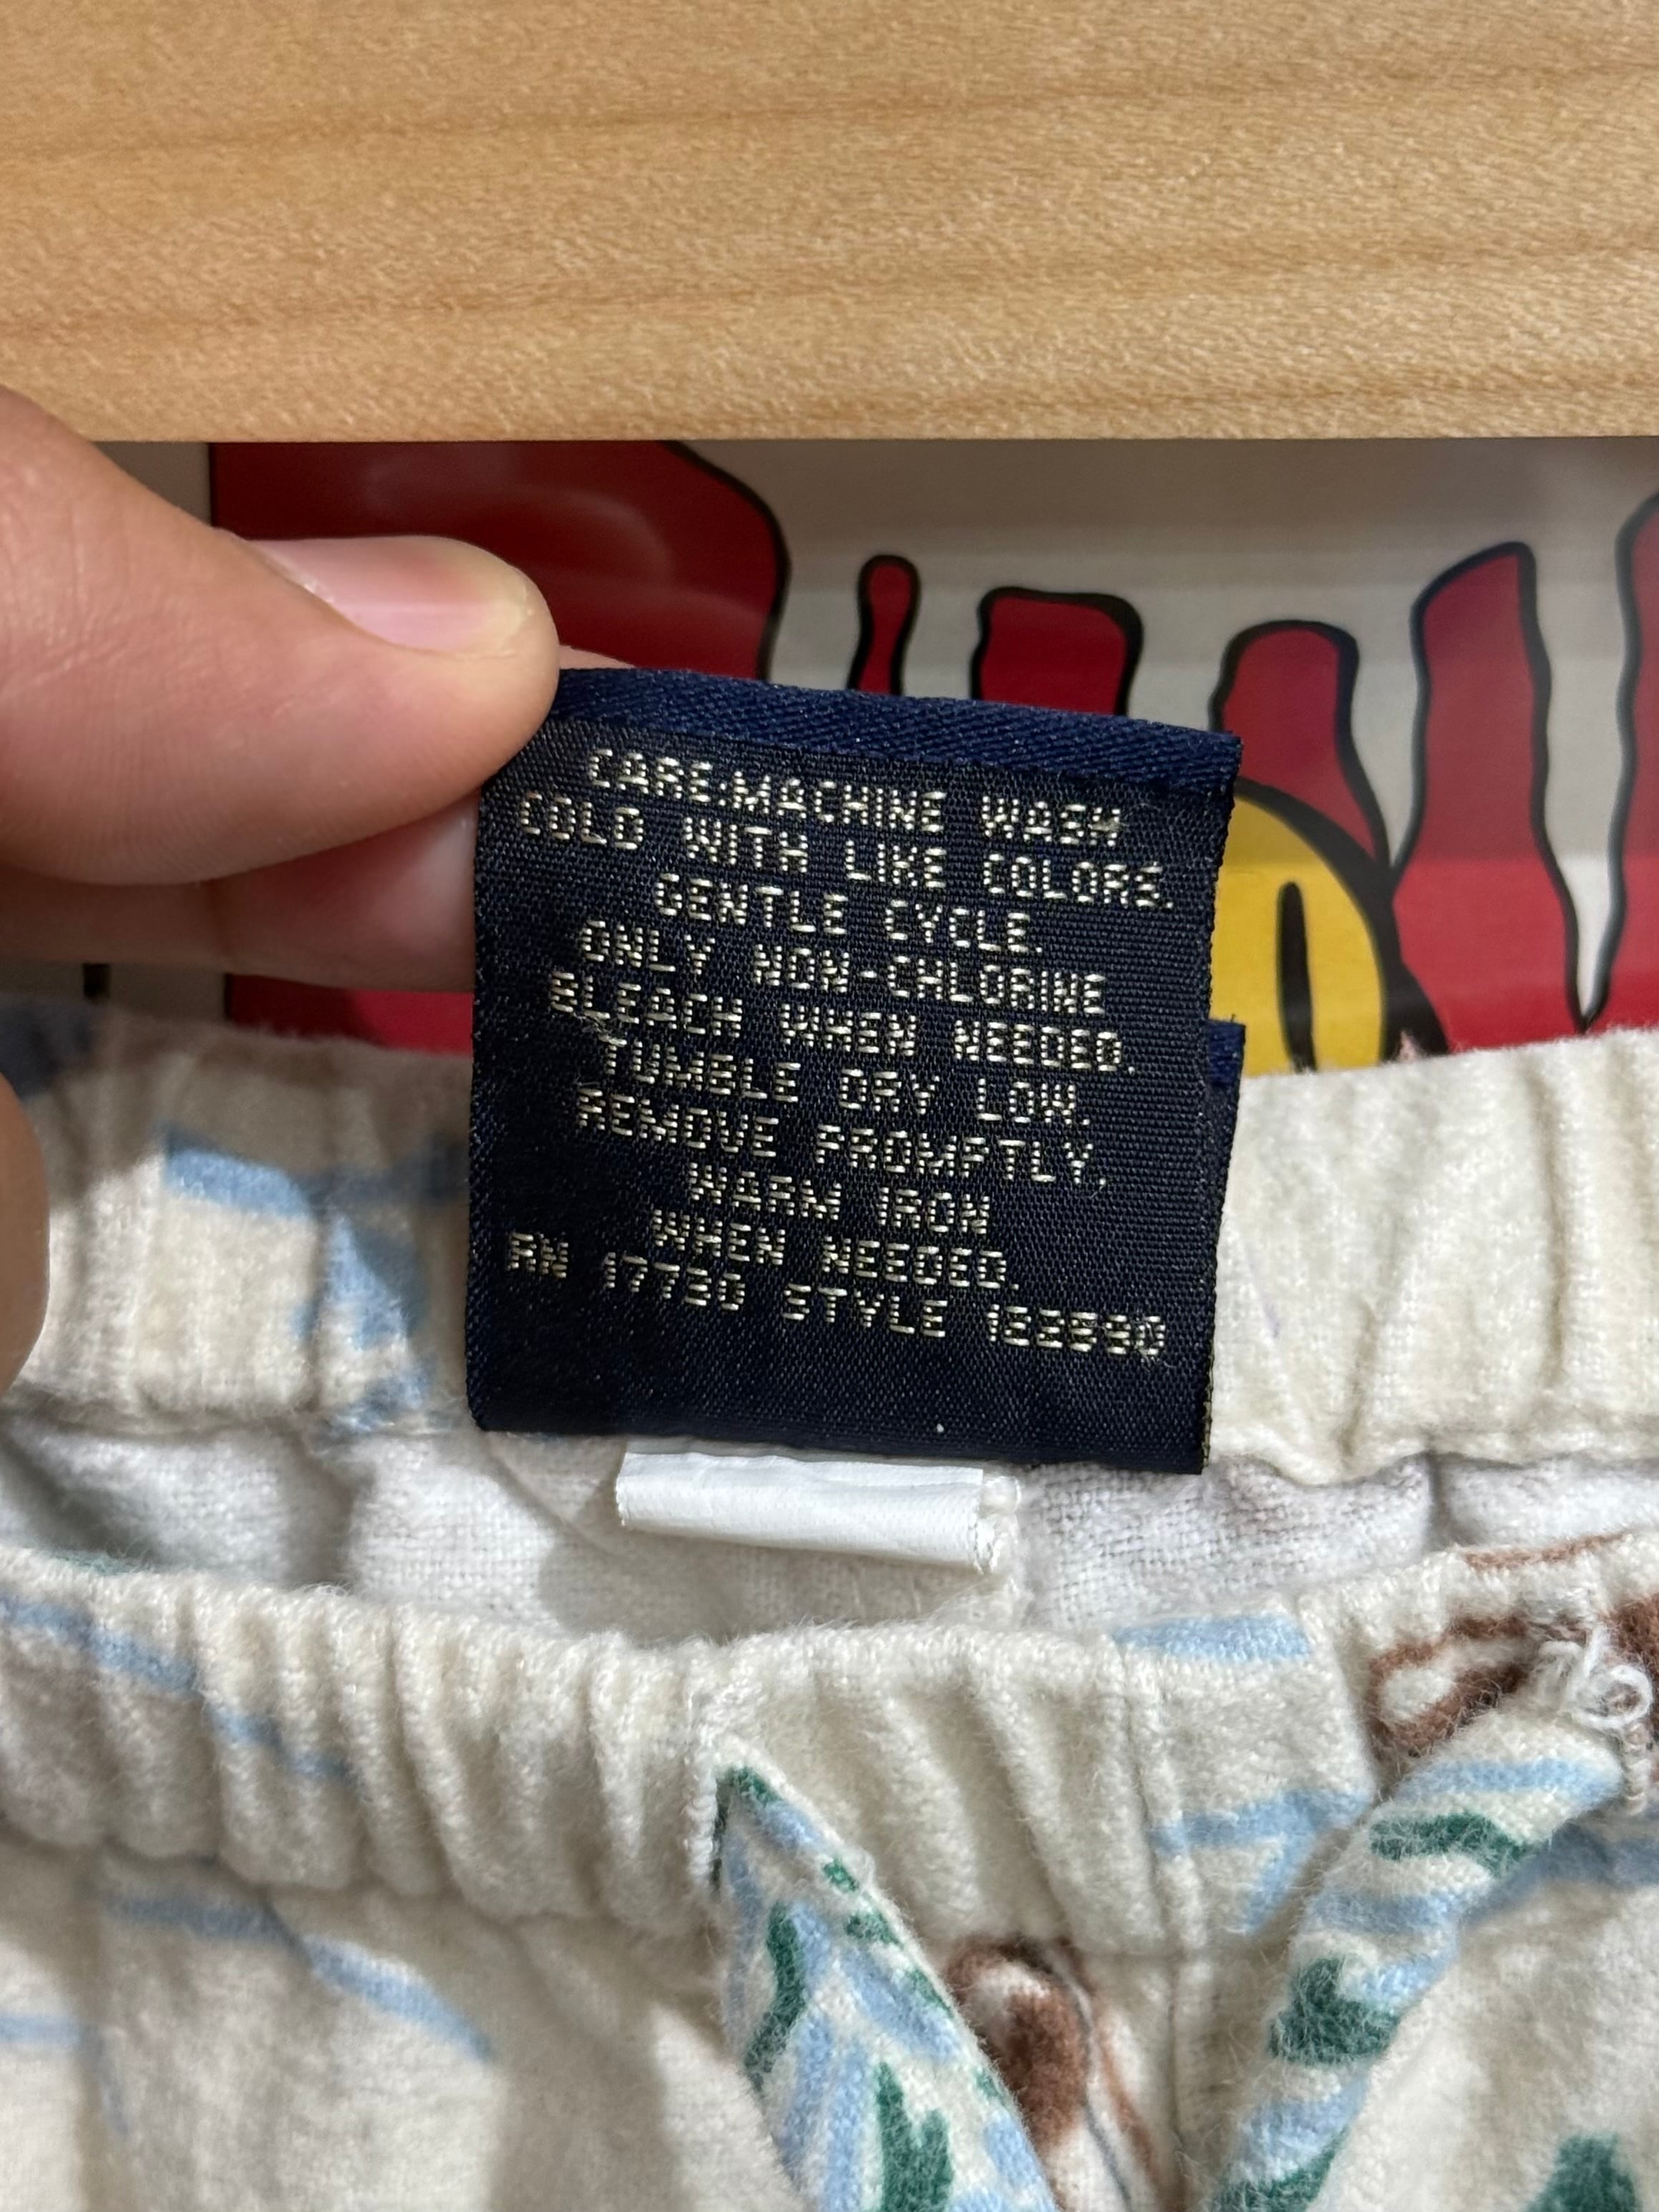 CARE:MACHINE WASH
COLD WITH LIKE COLORS.
GENTLE CYCLE.
ONLY NON-CHLORINE
BLEACH WHEN NEEDED.
TUMBLE DRY LOW.
REMOVE PROMPTLY.
WARM IRON
WHEN NEEDED.
RN 17730 STYLE